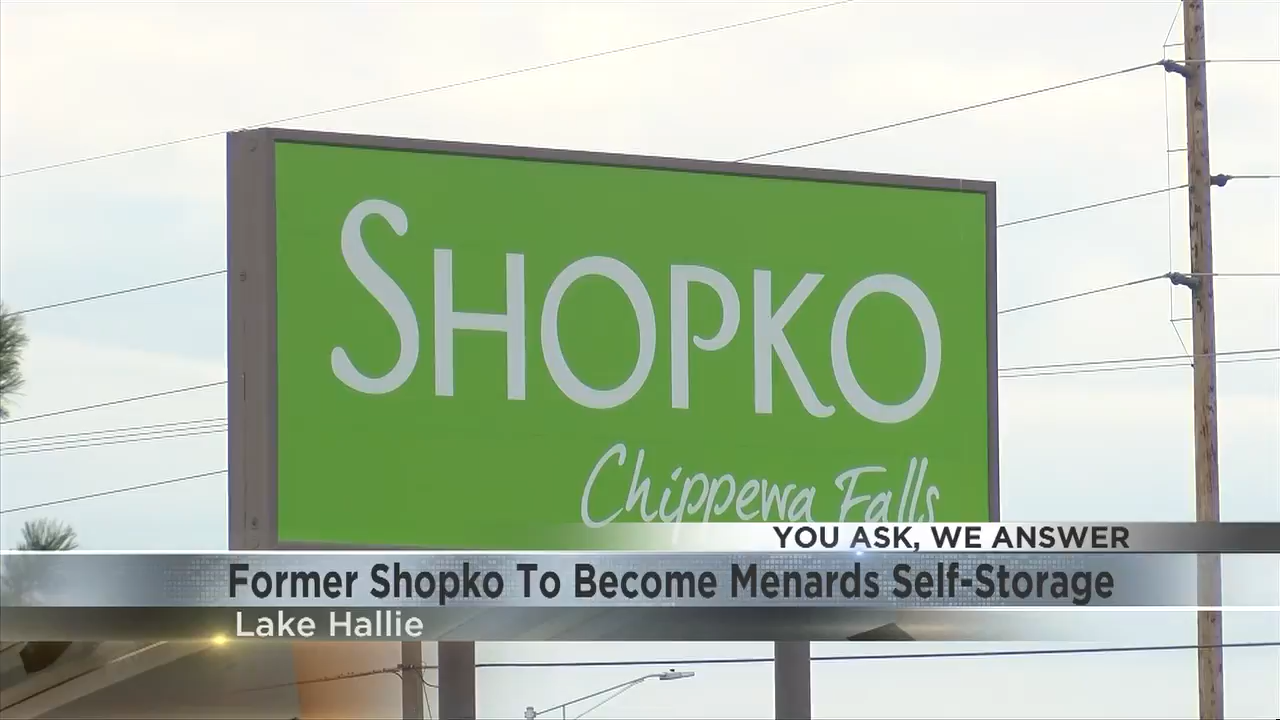 SHOPKO
Chippewa Falls
YOU ASK, WE ANSWER
Former Shopko To Become Menards Self-Storage
Lake Hallie